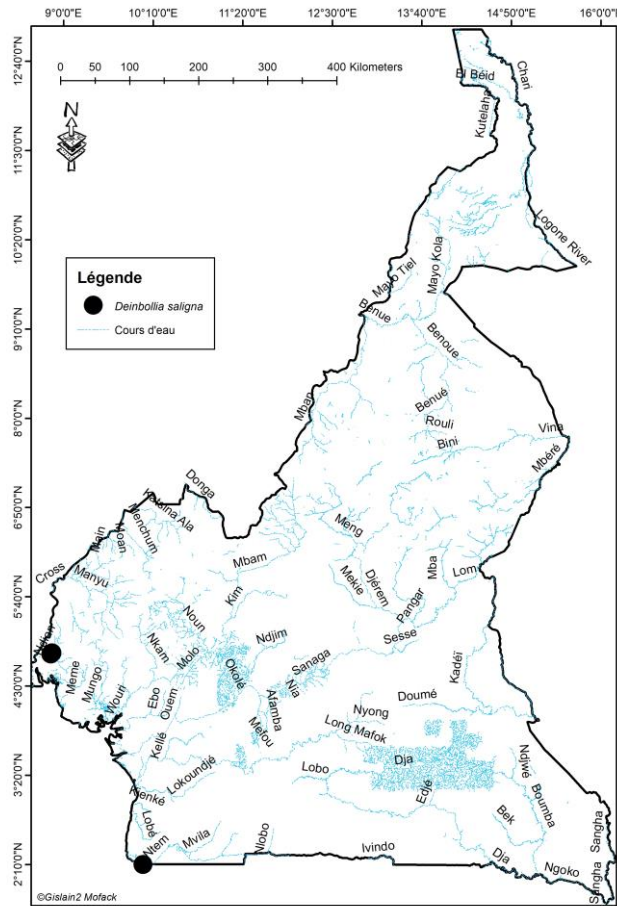 9°0'0"E 10°10'0"E 11°20'0"E 12°30'0"E 13°40'0"E 14°50'0"E 16°0'0"E
0 50 100 200 300 400 Kilometers
N
12°40'0"N
El Béid
Chari
Kutelaha
11°30'0"N
10°20'0"N
Logone River
Mayo Tiel
Mayo Kola
Légende
Deinbollia saligna
Cours d'eau
9°10'0"N
Bénue
Benoue
Benué
8°0'0"N
Mban
Rouli
Bini
Vina
Mbéré
6°50'0"N
Donga
Katsina Ala
Menchum
Moan
Meng
Cross
Manyu
Mbam
Mekie
Djérem
Mba
Lom
5°40'0"N
Kim
Pangar
Noun
Ndjim
Sesse
Nkam
Molo
Okolé
Sanaga
Nia
Kadéï
4°30'0"N
Meme
Mungo
Wouri
Ebo
Ouem
Afamba
Doumé
Nyong
Kellé
Mefou
Long Mafok
3°20'0"N
Lokoundjé
Lobo
Dja
Edjé
Ndjwé
Kienké
Boumba
Lobé
Bek
Ntem
Mvila
Nlobo
Sangha
2°10'0"N
Ivindo
Dja
Ngoko
Sangha
©Gislain2 Mofack